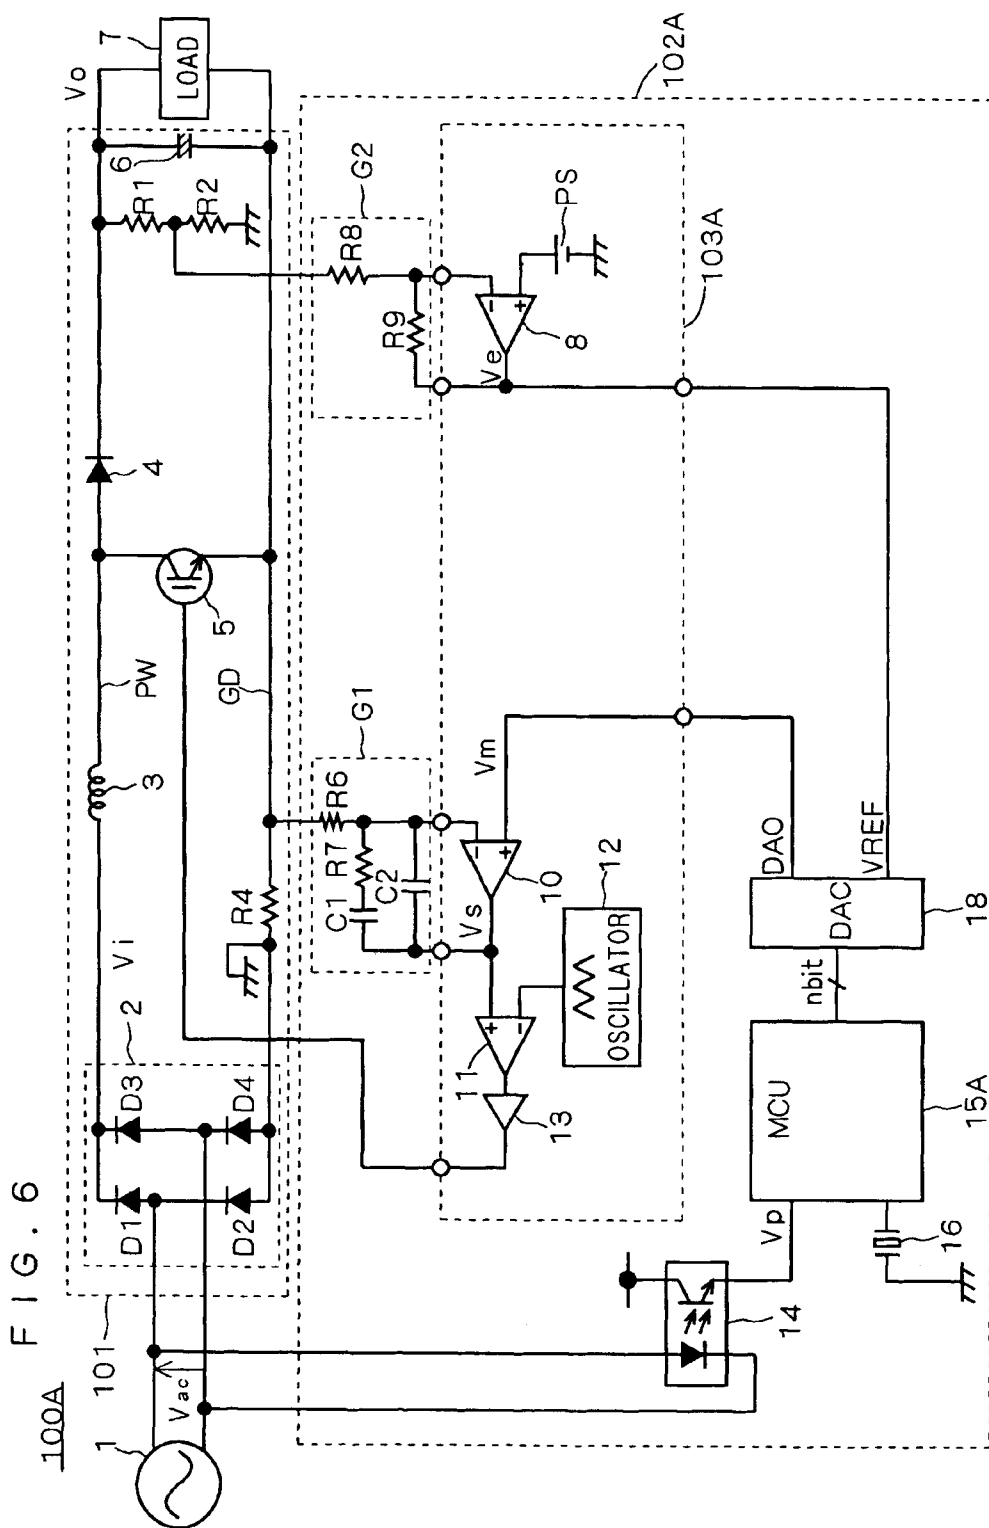 FIG. 6
100A
101
1
Vac
2
D1
D3
D2
D4
Vi
3
PW
GD
R4
4
5
Vo
6
7
LOAD
R1
R2
G1
R6
R7
C1
C2
G2
R8
R9
102A
103A
PS
8
Ve
Vm
10
Vs
11
12
OSCILLATOR
13
14
Vp
MCU
15A
16
nbit
DAC
DAO
VREF
18
-
+
-
+
+
-